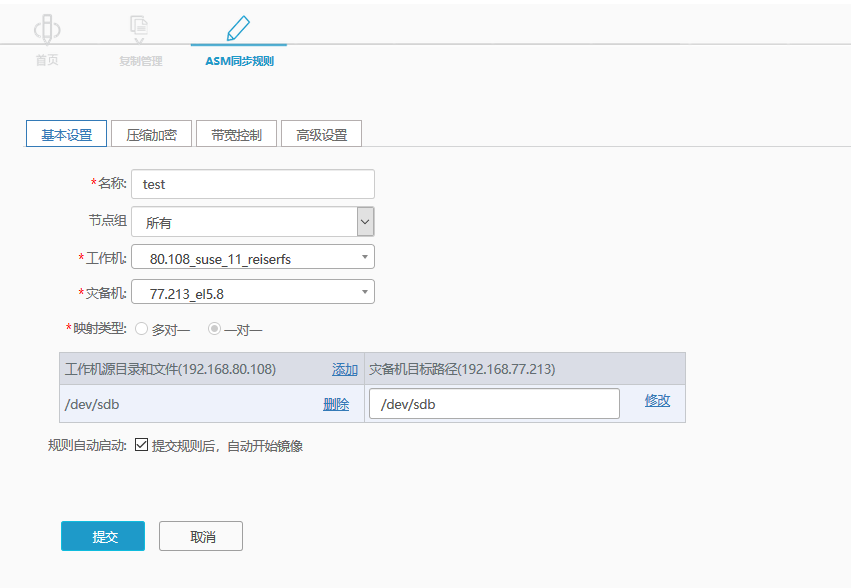 首页 复制管理 ASM同步规则
基本设置 压缩加密 带宽控制 高级设置
*名称: test
节点组 所有
*工作机: 80.108_suse_11_reiserfs
*灾备机: 77.213_el5.8
*映射类型: 多对一 一对一
工作机源目录和文件(192.168.80.108) 添加 灾备机目标路径(192.168.77.213)
/dev/sdb 删除 /dev/sdb 修改
规则自动启动: 提交规则后，自动开始镜像
提交 取消